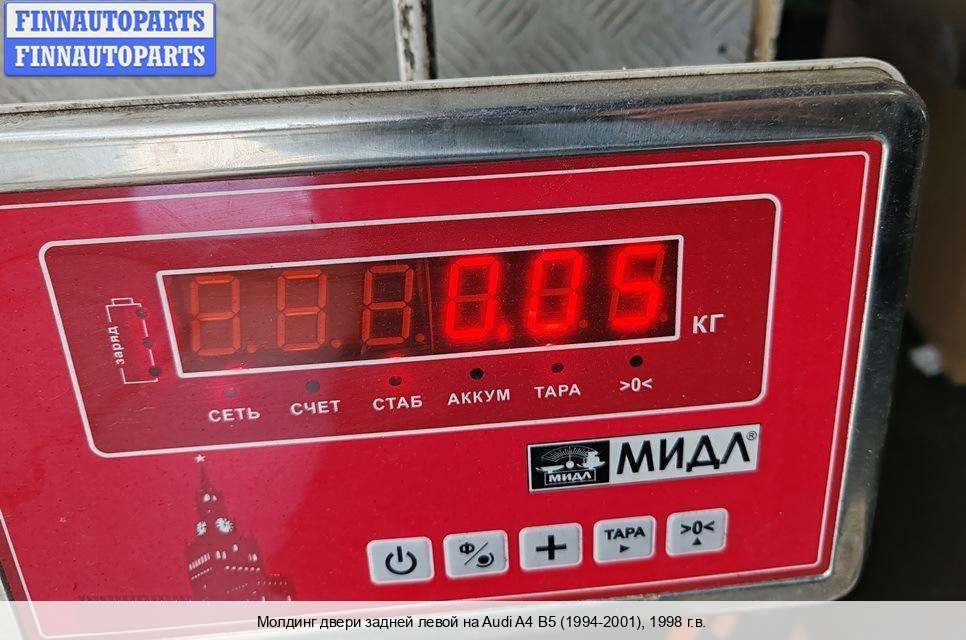 FINNAUTOPARTS
FINNAUTOPARTS
0.05
КГ
заряд
СЕТЬ СЧЕТ СТАБ АККУМ ТАРА >0<
МИДЛ МИДЛ®
Ф ТАРА >0<
Молдинг двери задней левой на Audi A4 B5 (1994-2001), 1998 г.в.